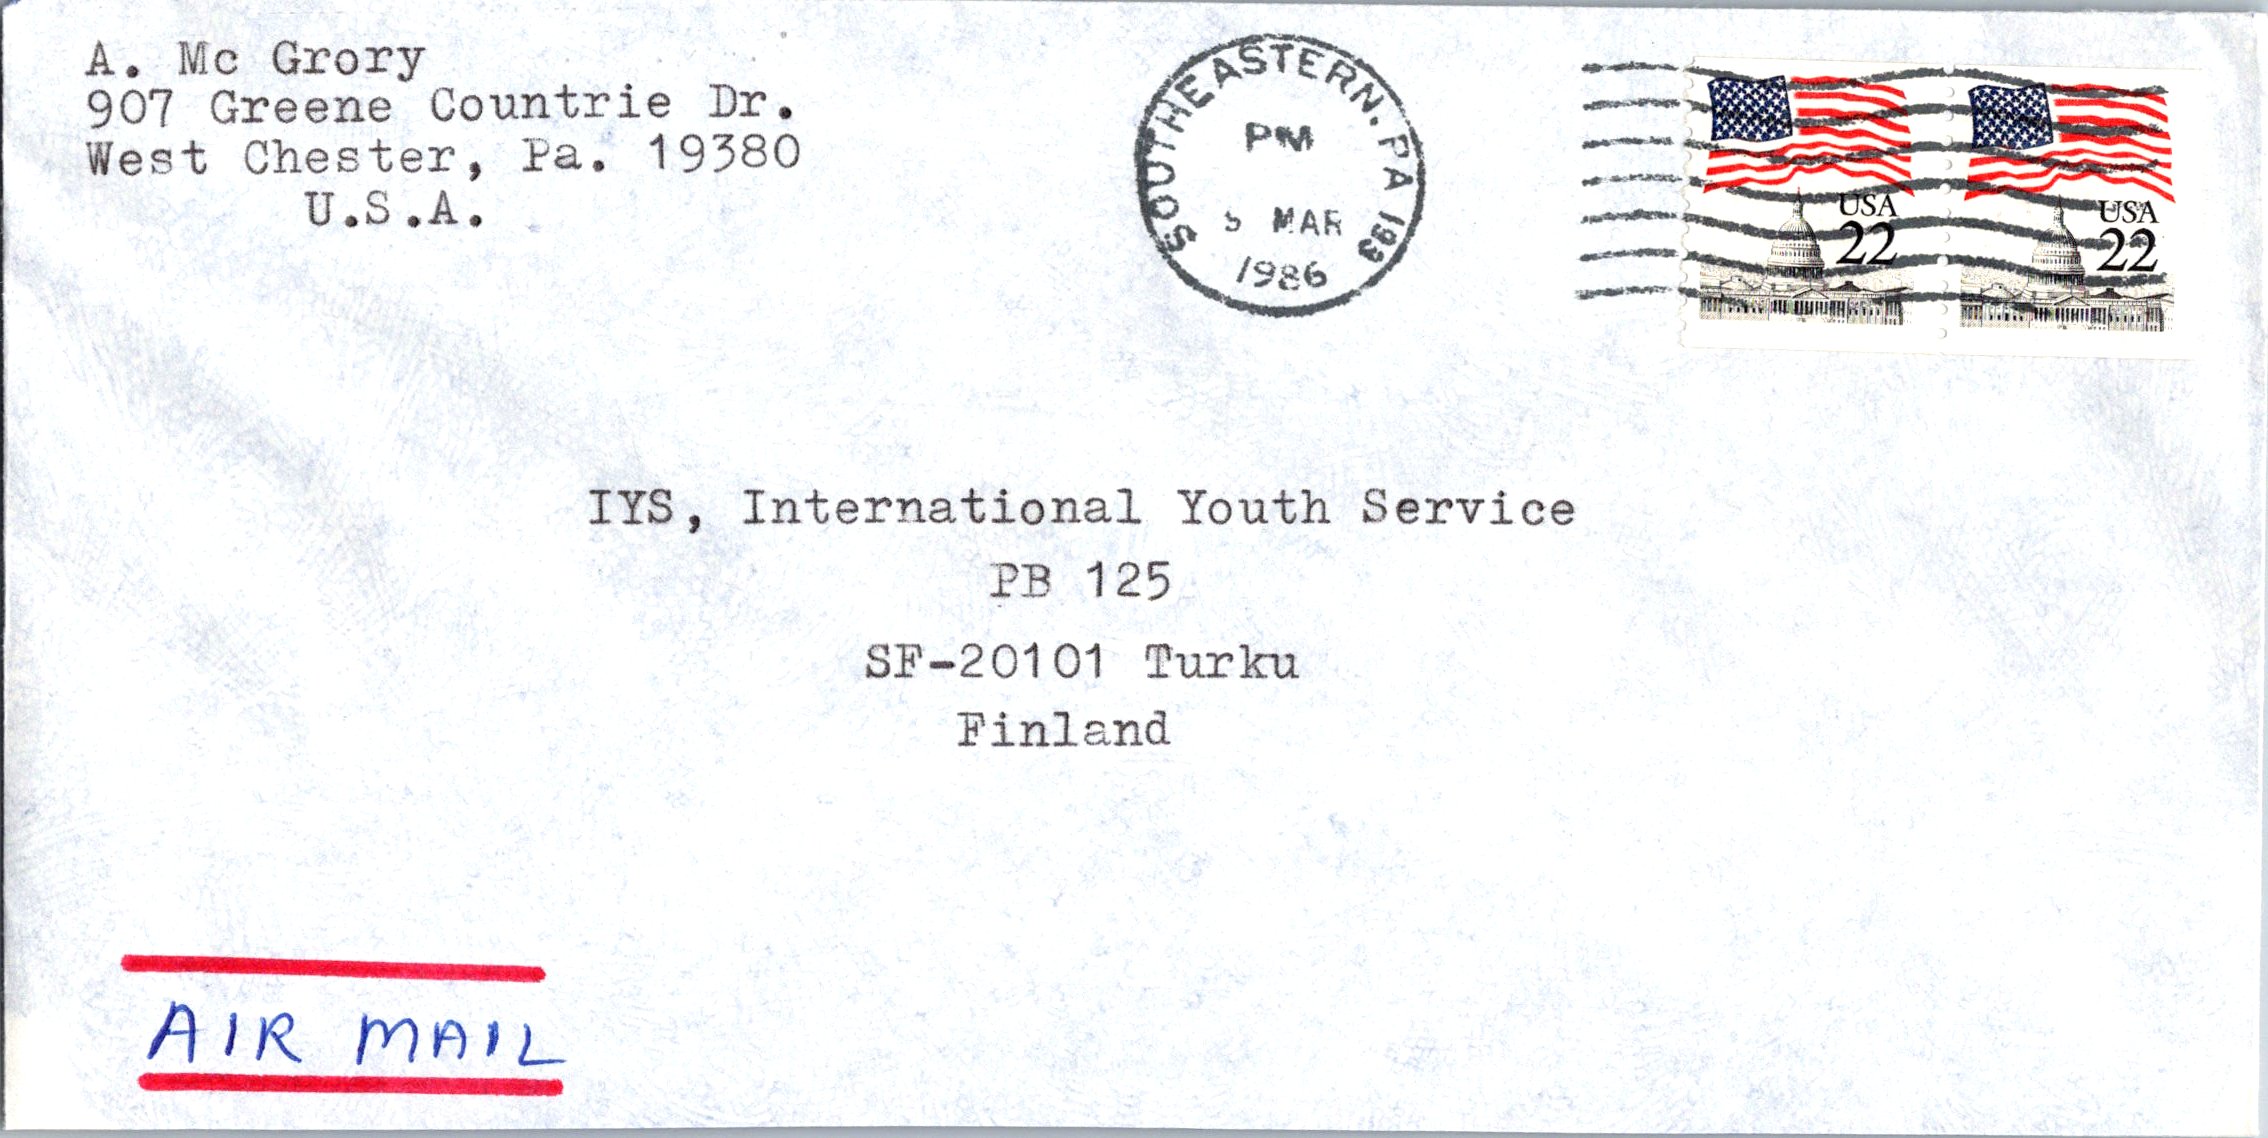 A. Mc Grory
907 Greene Countrie Dr.
West Chester, Pa. 19380
U.S.A.
SOUTHEASTERN, PA 193
PM
MAR
1986
USA
22
USA
22
IYS, International Youth Service
PB 125
SF-20101 Turku
Finland
AIR MAIL